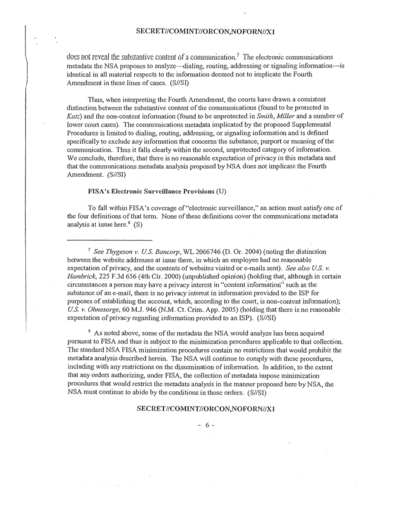 SECRET//COMINT//ORCON,NOFORN//X1
does not reveal the substantive content of a communication.7 The electronic communications
metadata the NSA proposes to analyze—dialing, routing, addressing or signaling information—is
identical in all material respects to the information deemed not to implicate the Fourth
Amendment in these lines of cases. (S//SI)
Thus, when interpreting the Fourth Amendment, the courts have drawn a consistent
distinction between the substantive content of the communications (found to be protected in
Katz) and the non-content information (found to be unprotected in Smith, Miller and a number of
lower court cases). The communications metadata implicated by the proposed Supplemental
Procedures is limited to dialing, routing, addressing, or signaling information and is defined
specifically to exclude any information that concerns the substance, purport or meaning of the
communication. Thus it falls clearly within the second, unprotected category of information.
We conclude, therefore, that there is no reasonable expectation of privacy in this metadata and
that the communications metadata analysis proposed by NSA does not implicate the Fourth
Amendment. (S//SI)
FISA's Electronic Surveillance Provisions (U)
To fall within FISA's coverage of "electronic surveillance," an action must satisfy one of
the four definitions of that term. None of these definitions cover the communications metadata
analysis at issue here.8 (S)
7 See Thygeson v. U.S. Bancorp, WL 2066746 (D. Or. 2004) (noting the distinction
between the website addresses at issue there, in which an employee had no reasonable
expectation of privacy, and the contents of websites visited or e-mails sent). See also U.S. v.
Hambrick, 225 F.3d 656 (4th Cir. 2000) (unpublished opinion) (holding that, although in certain
circumstances a person may have a privacy interest in "content information" such as the
substance of an e-mail, there is no privacy interest in information provided to the ISP for
purposes of establishing the account, which, according to the court, is non-content information);
U.S. v. Ohnesorge, 60 M.J. 946 (N.M. Ct. Crim. App. 2005) (holding that there is no reasonable
expectation of privacy regarding information provided to an ISP). (S//SI)
8 As noted above, some of the metadata the NSA would analyze has been acquired
pursuant to FISA and thus is subject to the minimization procedures applicable to that collection.
The standard NSA FISA minimization procedures contain no restrictions that would prohibit the
metadata analysis described herein. The NSA will continue to comply with these procedures,
including with any restrictions on the dissemination of information. In addition, to the extent
that any orders authorizing, under FISA, the collection of metadata impose minimization
procedures that would restrict the metadata analysis in the manner proposed here by NSA, the
NSA must continue to abide by the conditions in those orders. (S//SI)
SECRET//COMINT//ORCON,NOFORN//X1
- 6 -